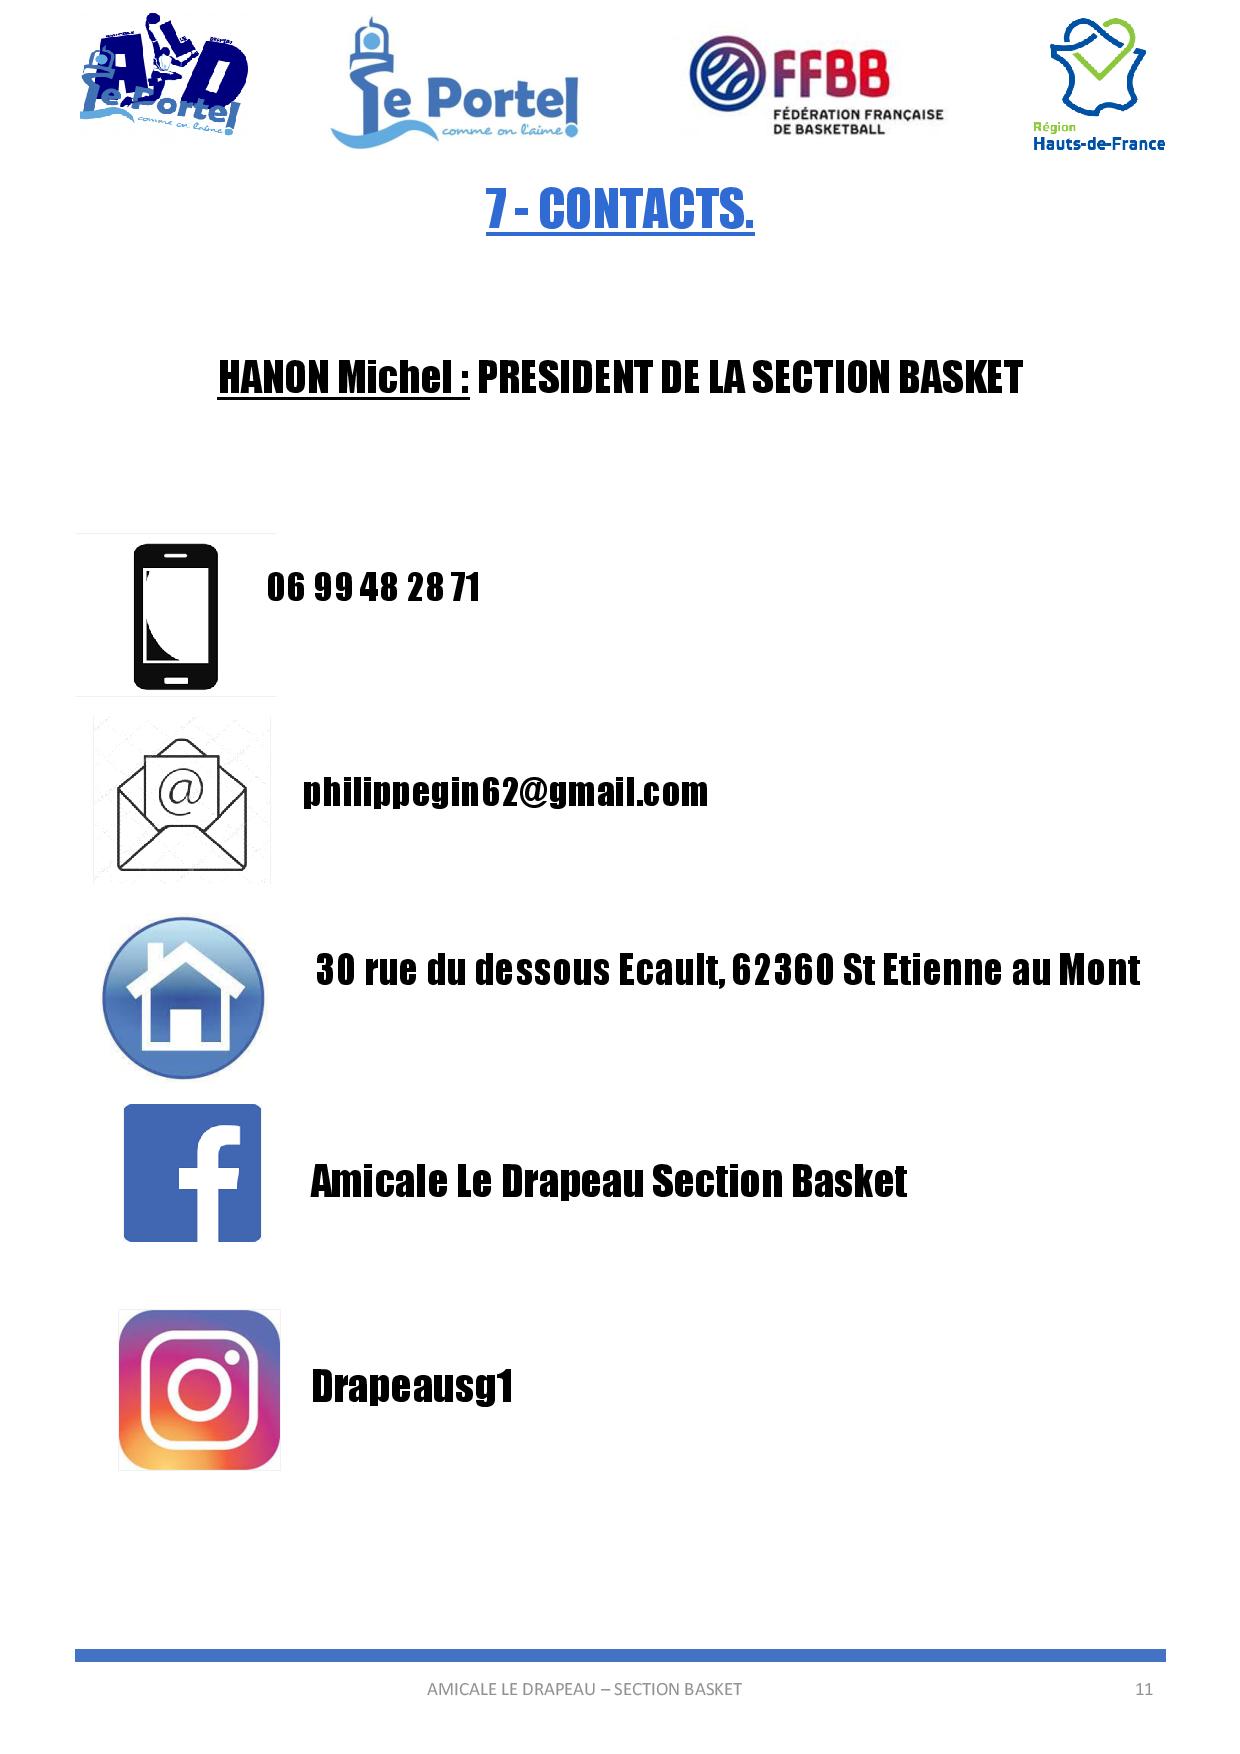 ALD
le Portel
comme on l'aime
le Portel
comme on l'aime
FFBB
FÉDÉRATION FRANÇAISE
DE BASKETBALL
Région
Hauts-de-France
7 - CONTACTS.
HANON Michel : PRESIDENT DE LA SECTION BASKET
06 99 48 28 71
@
philippegin62@gmail.com
30 rue du dessous Ecault, 62360 St Etienne au Mont
f
Amicale Le Drapeau Section Basket
Drapeausg1
AMICALE LE DRAPEAU – SECTION BASKET 11